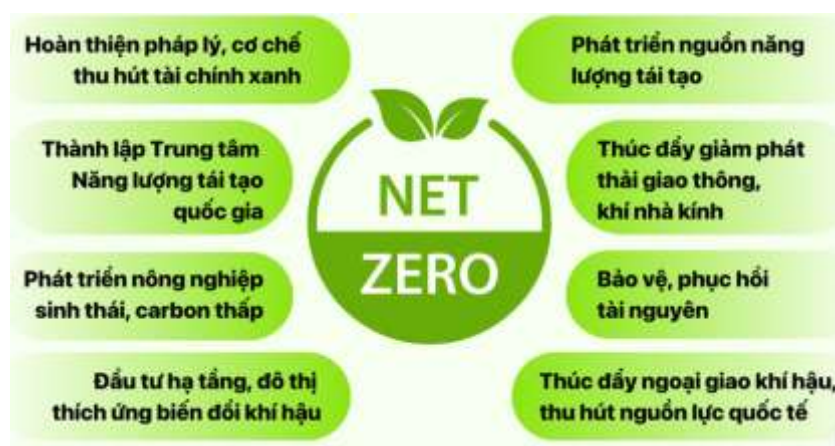 Hoàn thiện pháp lý, cơ chế
thu hút tài chính xanh
Thành lập Trung tâm
Năng lượng tái tạo
quốc gia
Phát triển nông nghiệp
sinh thái, carbon thấp
Đầu tư hạ tầng, đô thị
thích ứng biến đổi khí hậu
NET
ZERO
Phát triển nguồn năng
lượng tái tạo
Thúc đẩy giảm phát
thải giao thông,
khí nhà kính
Bảo vệ, phục hồi
tài nguyên
Thúc đẩy ngoại giao khí hậu,
thu hút nguồn lực quốc tế